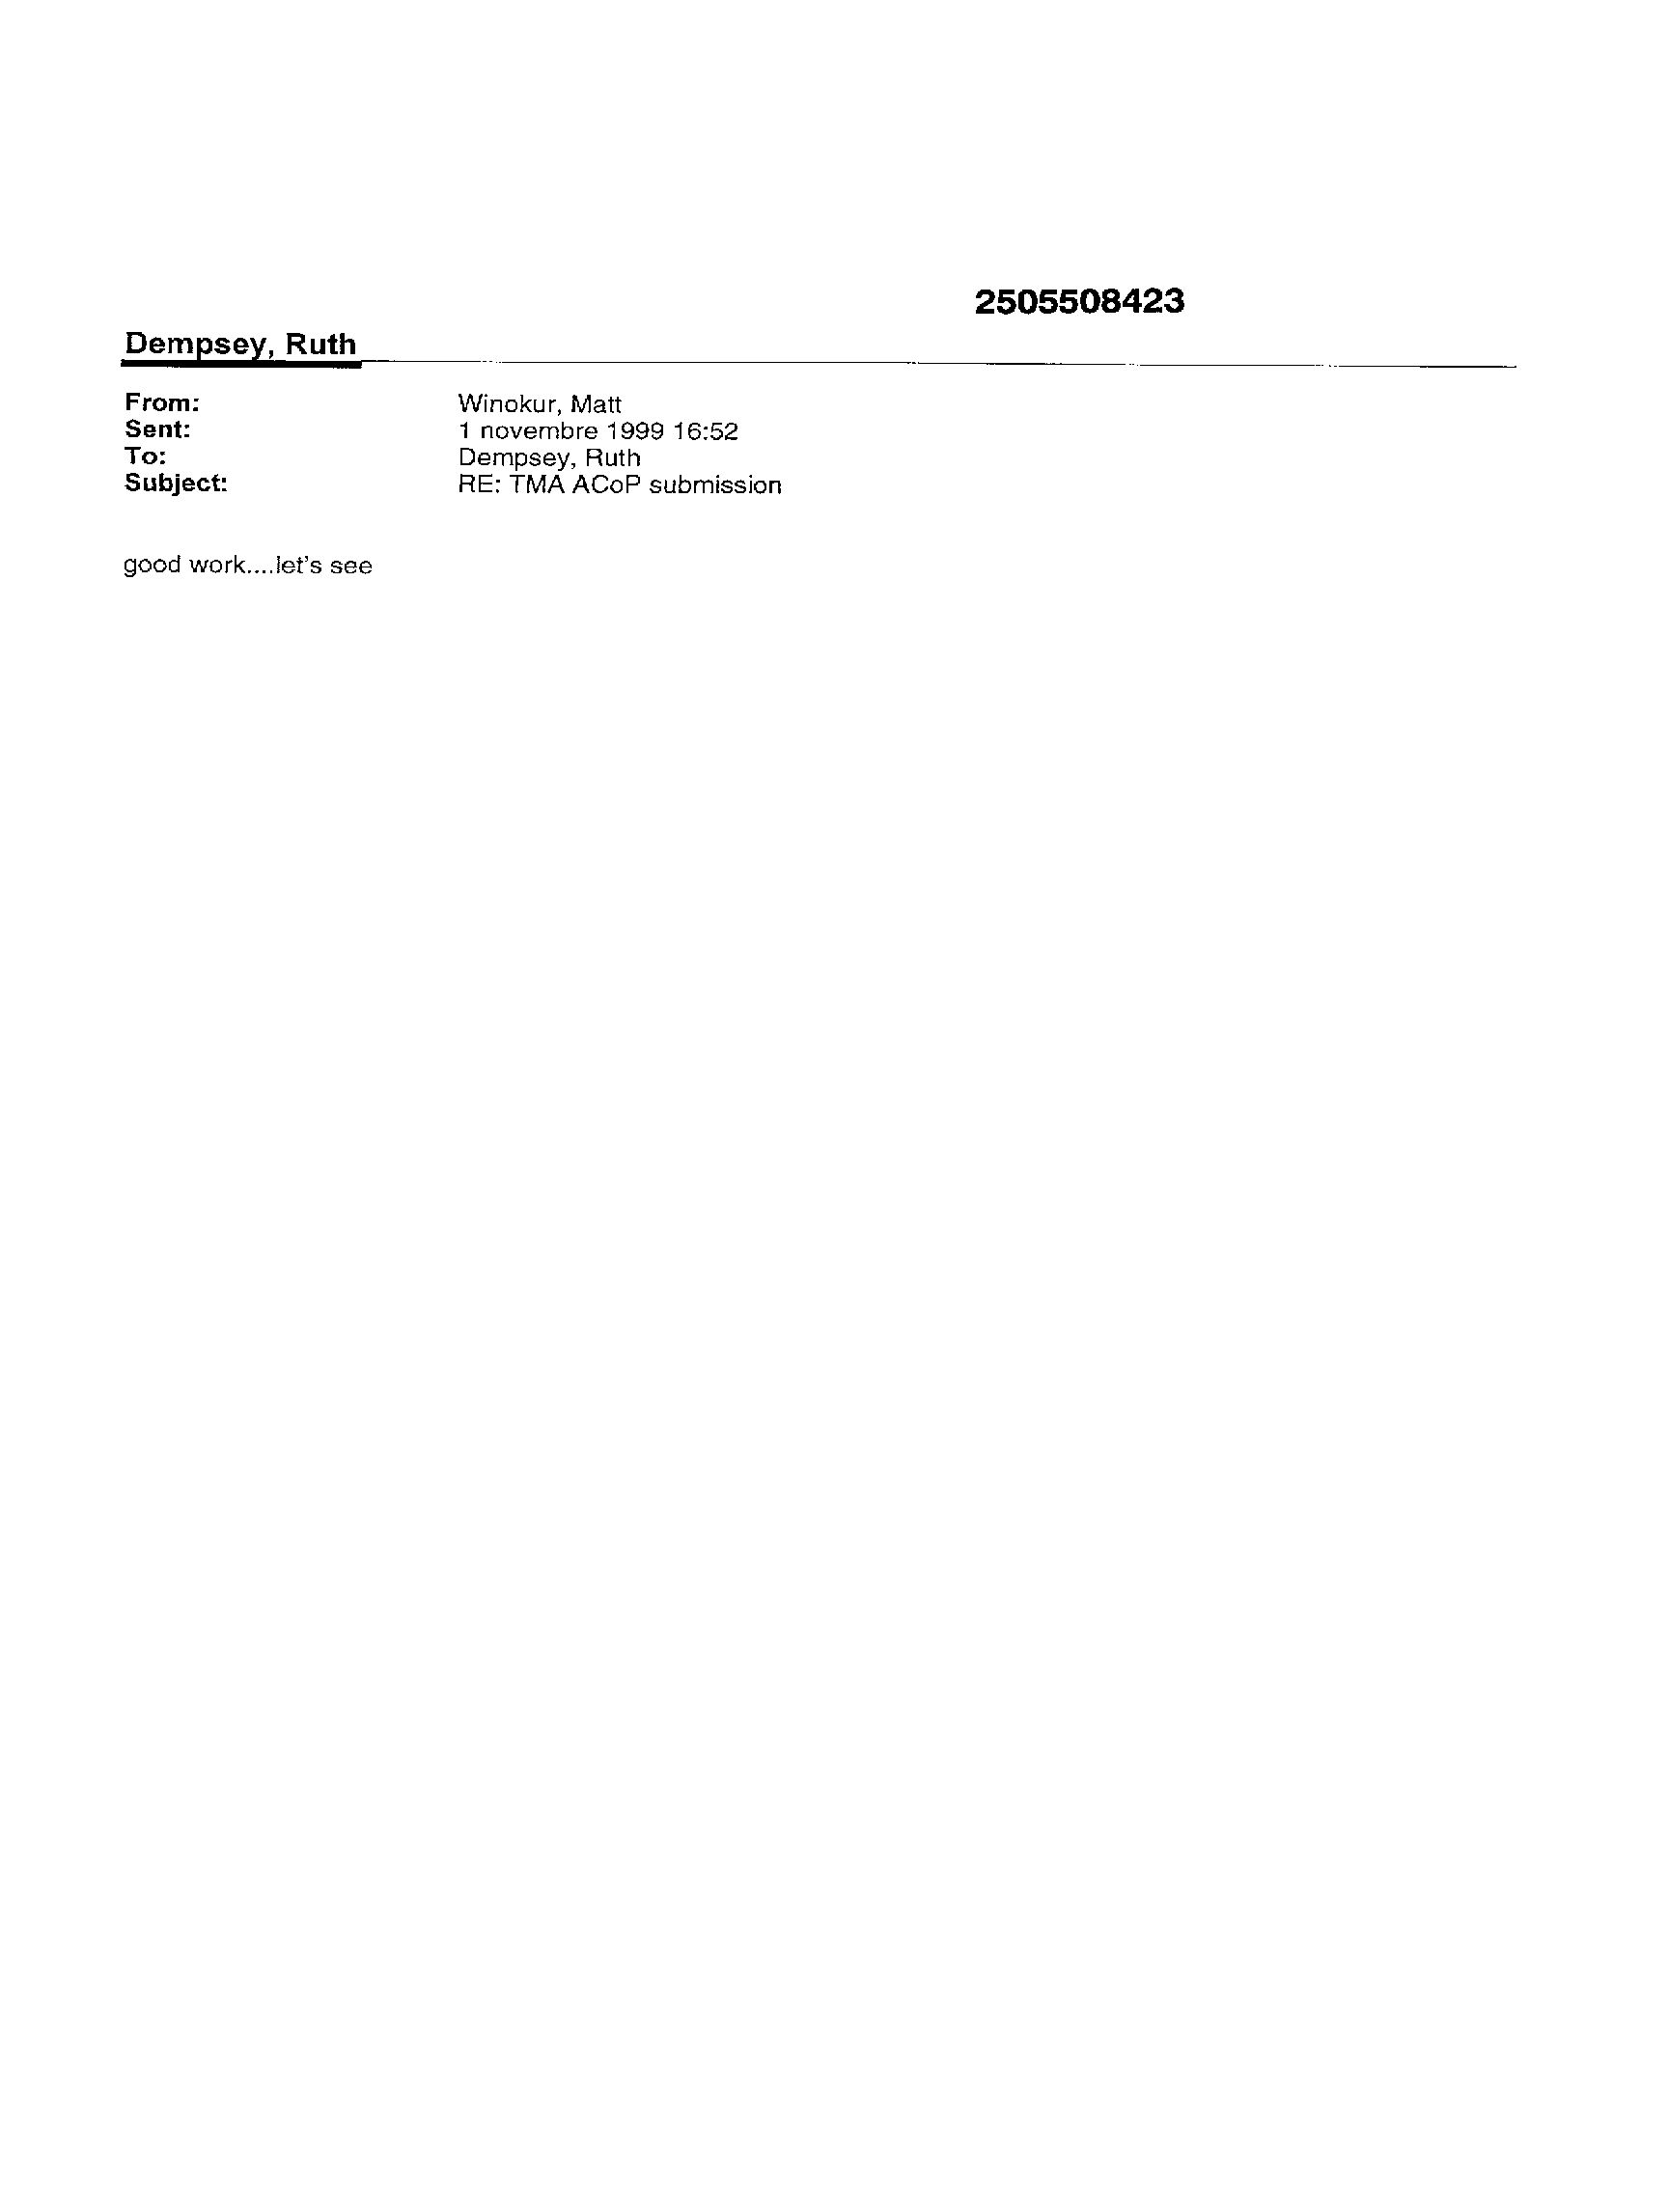 2505508423
Dempsey, Ruth
From: Winokur, Matt
Sent: 1 novembre 1999 16:52
To: Dempsey, Ruth
Subject: RE: TMA ACoP submission
good work....let's see